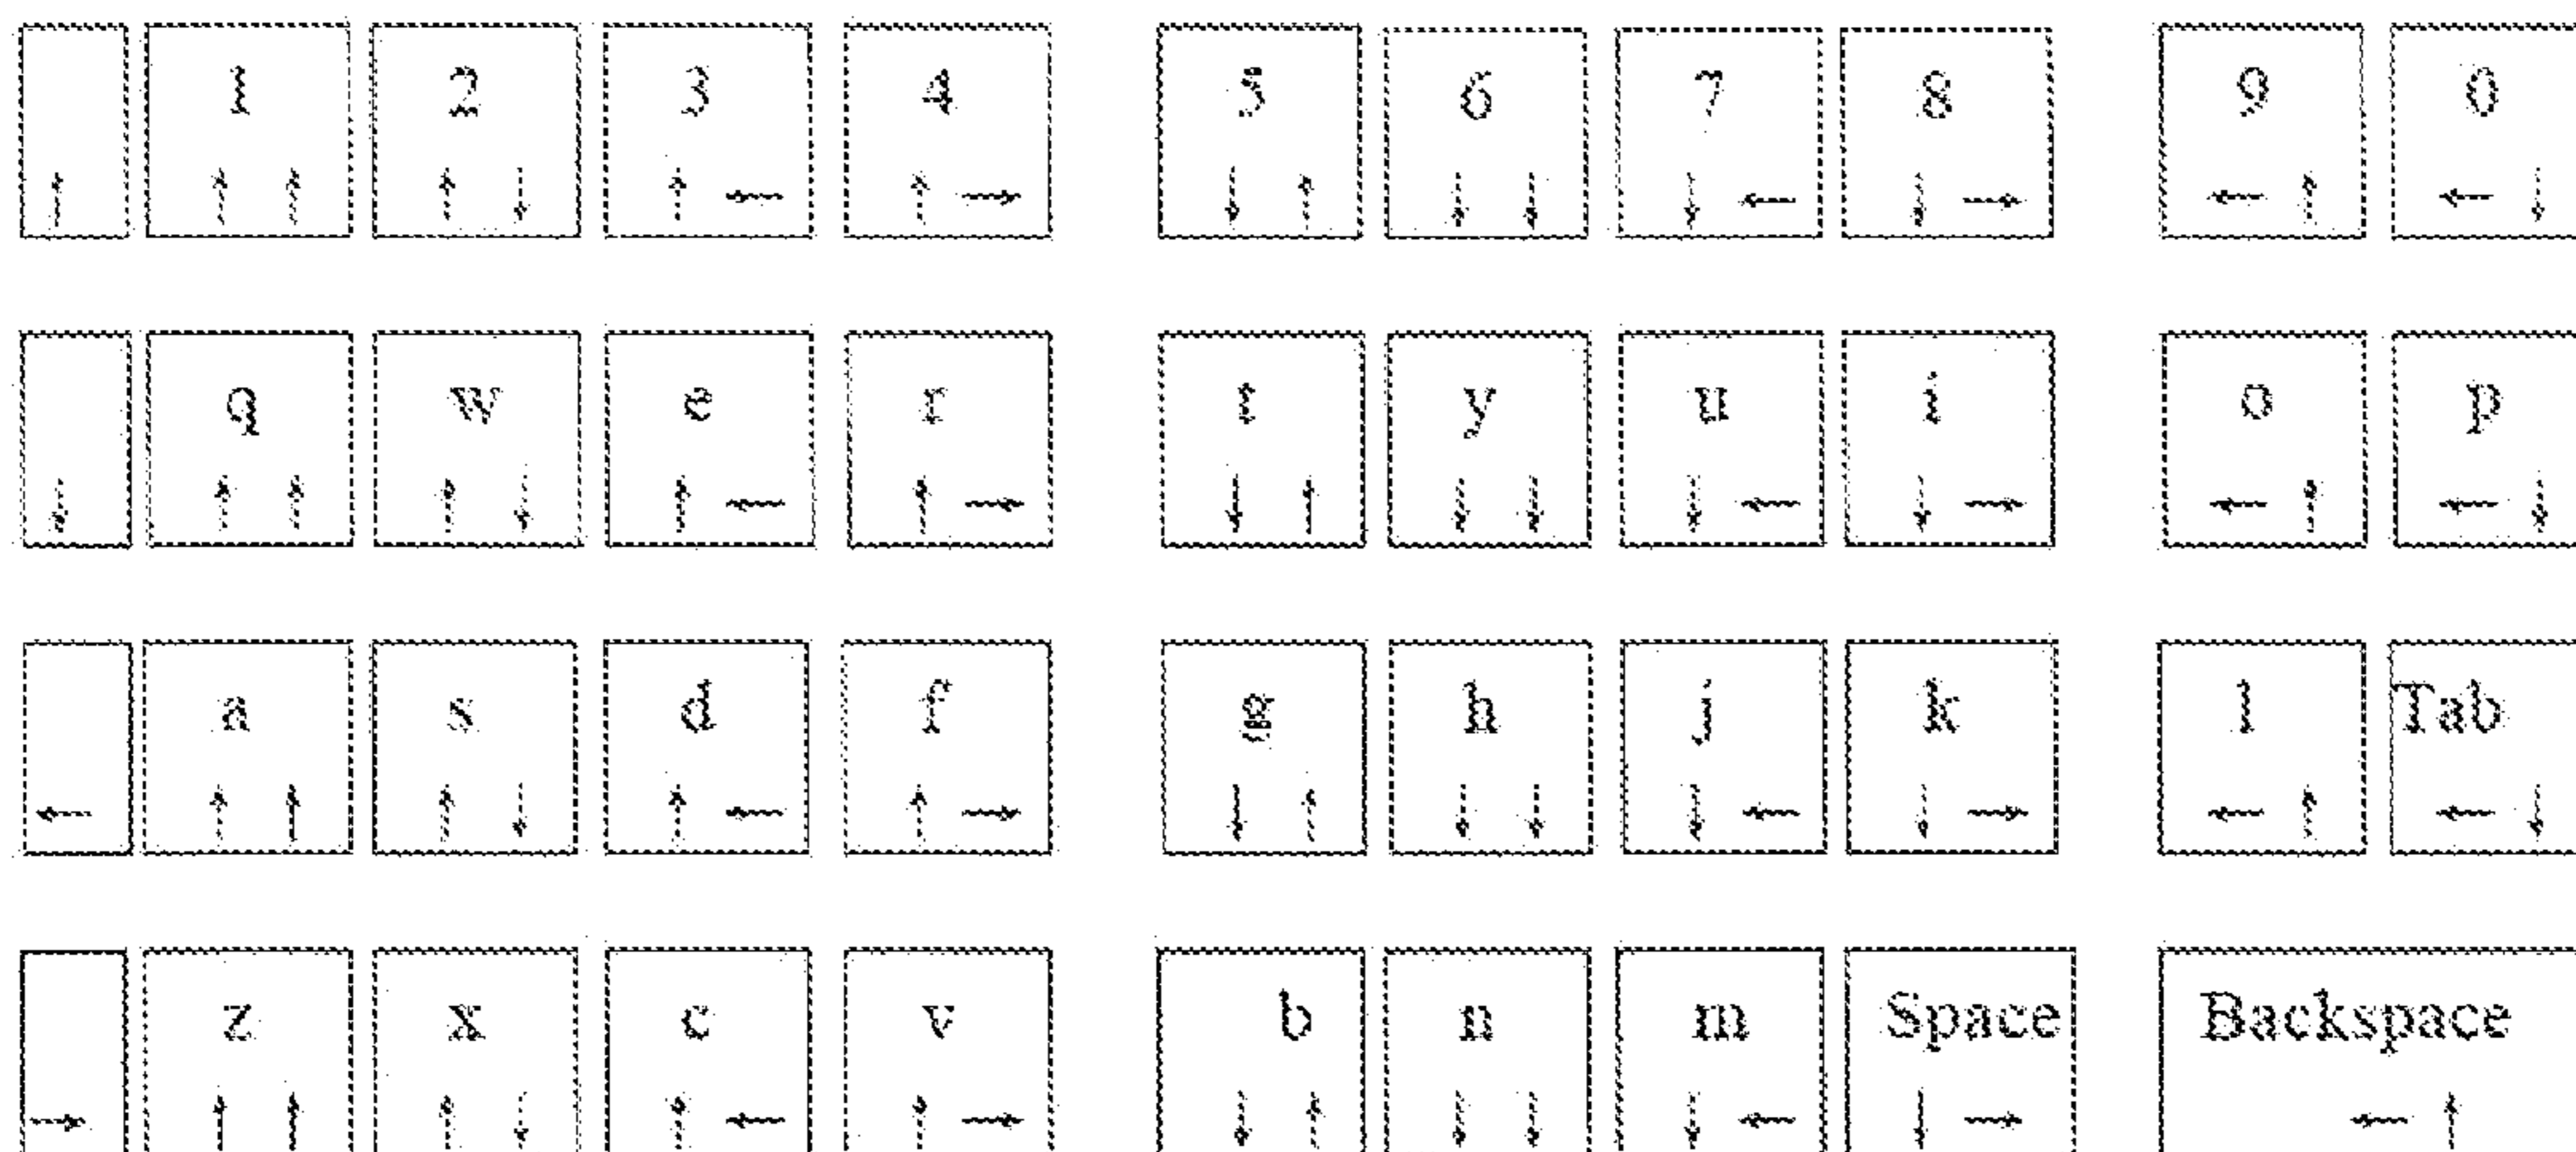 1 2 3 4 5 6 7 8 9 0
↑ ↑ ↑ ↑ ↓ ↑ ← ↑ → ↓ ↑ ↓ ↓ ↓ ← ↓ → ← ↑ ← ↓
q w e r t y u i o p
↓ ↑ ↑ ↑ ↓ ↑ ← ↑ → ↓ ↑ ↓ ↓ ↓ ← ↓ → ← ↑ ← ↓
a s d f g h j k l Tab
← ↑ ↑ ↑ ↓ ↑ ← ↑ → ↓ ↑ ↓ ↓ ↓ ← ↓ → ← ↑ ← ↓
z x c v b n m Space Backspace
→ ↑ ↑ ↑ ↓ ↑ ← ↑ → ↓ ↑ ↓ ↓ ↓ ← ↓ → ← ↑